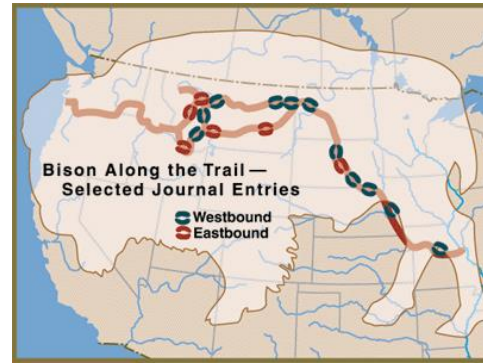 Bison Along the Trail —
Selected Journal Entries
Westbound
Eastbound